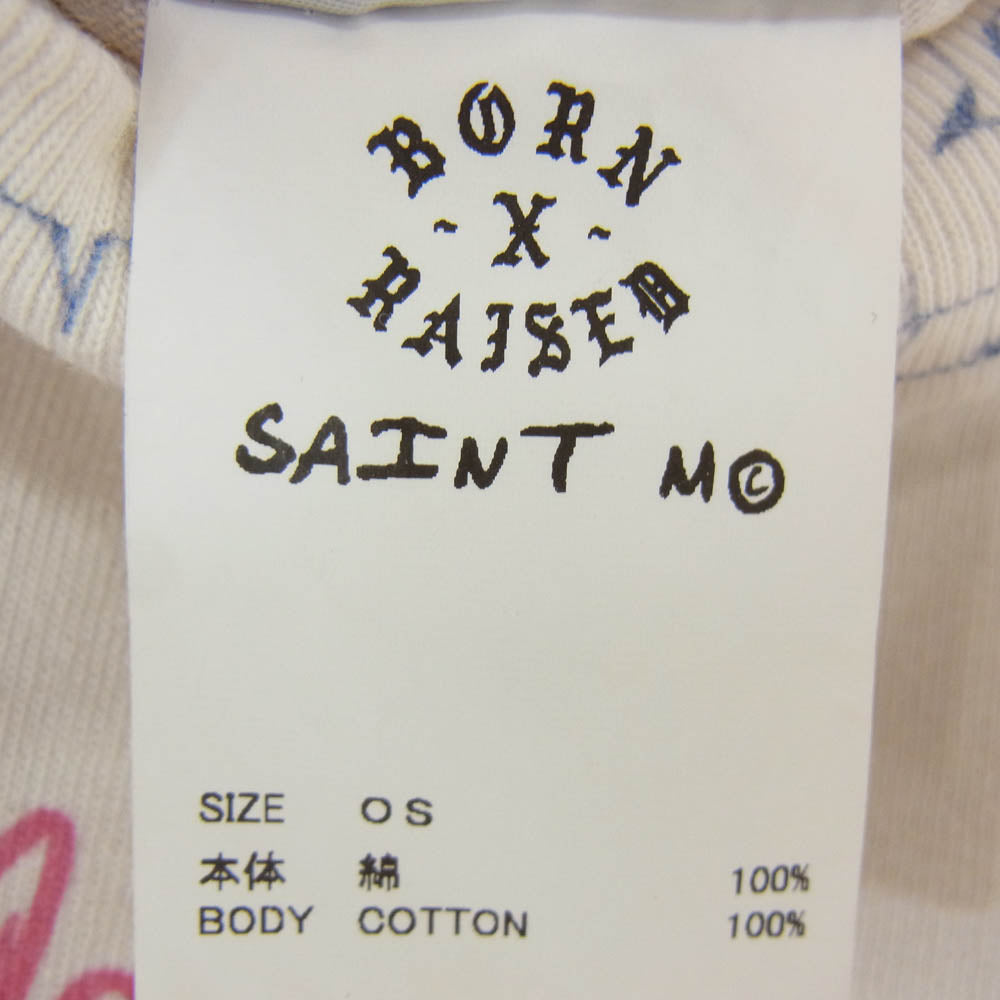 BORN
- X -
RAISED
SAINT M©
SIZE OS
本体 綿 100%
BODY COTTON 100%